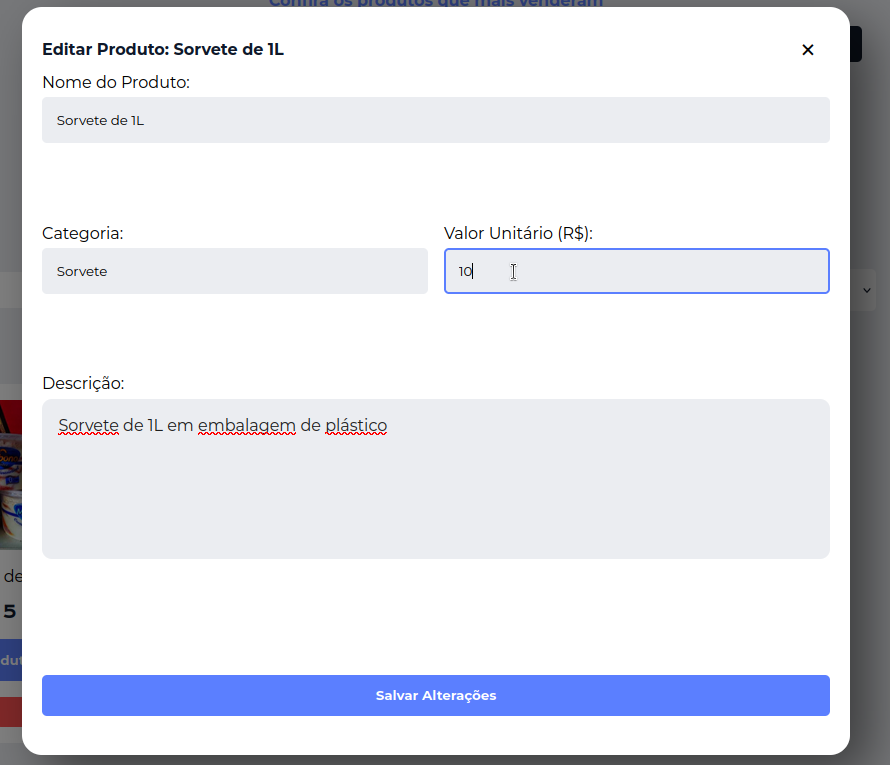 Confira os produtos que mais venderam
Editar Produto: Sorvete de 1L ✕
Nome do Produto:
Sorvete de 1L
Categoria: Valor Unitário (R$):
Sorvete 10
Descrição:
Sorvete de 1L em embalagem de plástico
de
5
dut
Salvar Alterações